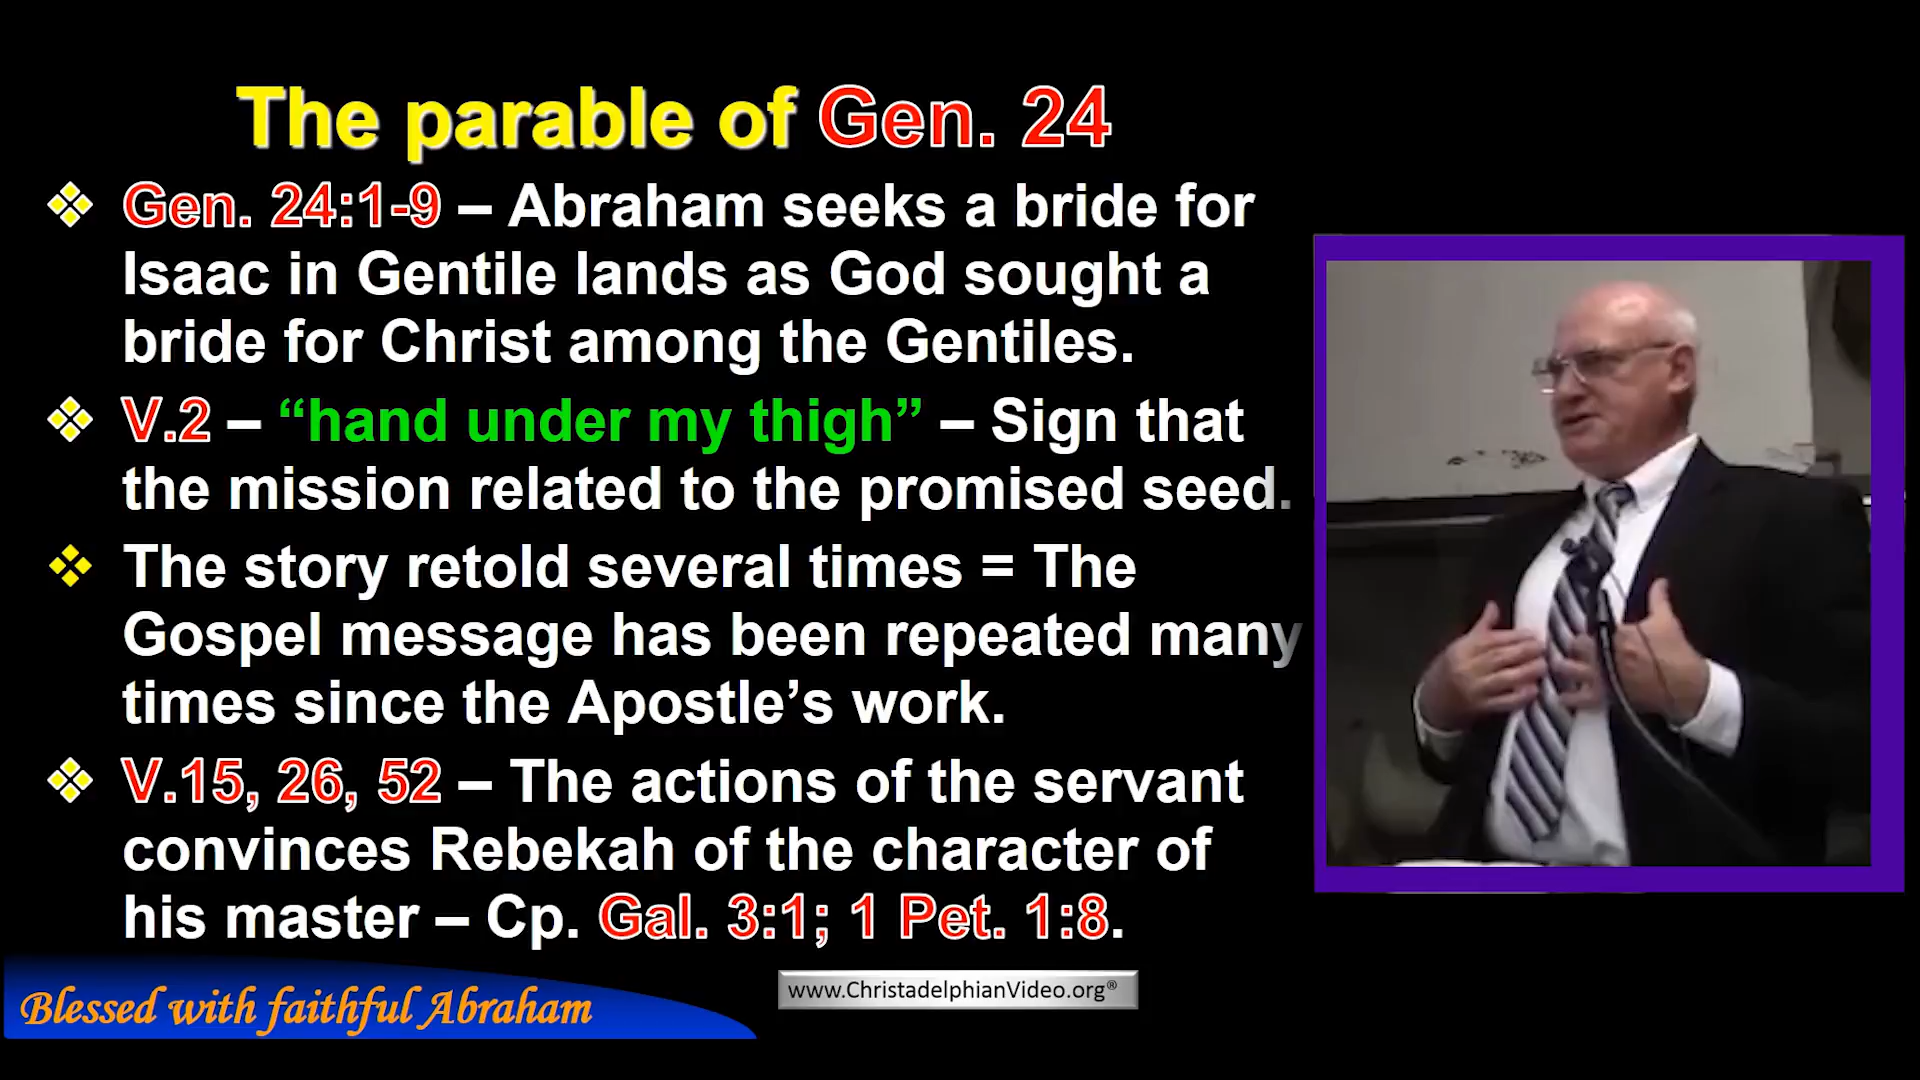 The parable of Gen. 24
Gen. 24:1-9 – Abraham seeks a bride for
Isaac in Gentile lands as God sought a
bride for Christ among the Gentiles.
V.2 – “hand under my thigh” – Sign that
the mission related to the promised seed.
The story retold several times = The
Gospel message has been repeated many
times since the Apostle’s work.
V.15, 26, 52 – The actions of the servant
convinces Rebekah of the character of
his master – Cp. Gal. 3:1; 1 Pet. 1:8.
Blessed with faithful Abraham
www.ChristadelphianVideo.org®